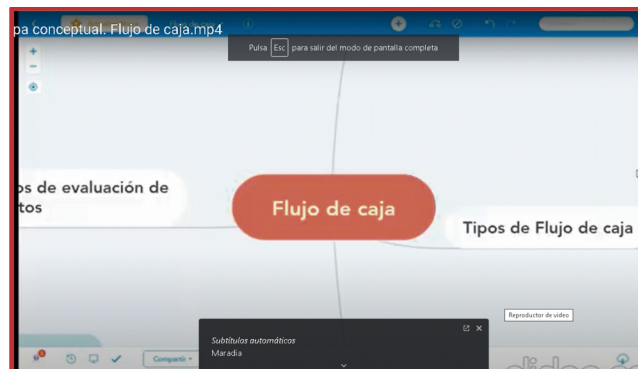 pa conceptual. Flujo de caja.mp4
Pulsa Esc para salir del modo de pantalla completa
os de evaluación de
tos
Flujo de caja
Tipos de Flujo de caja
Reproductor de video
Subtítulos automáticos
Maradia
Compartir